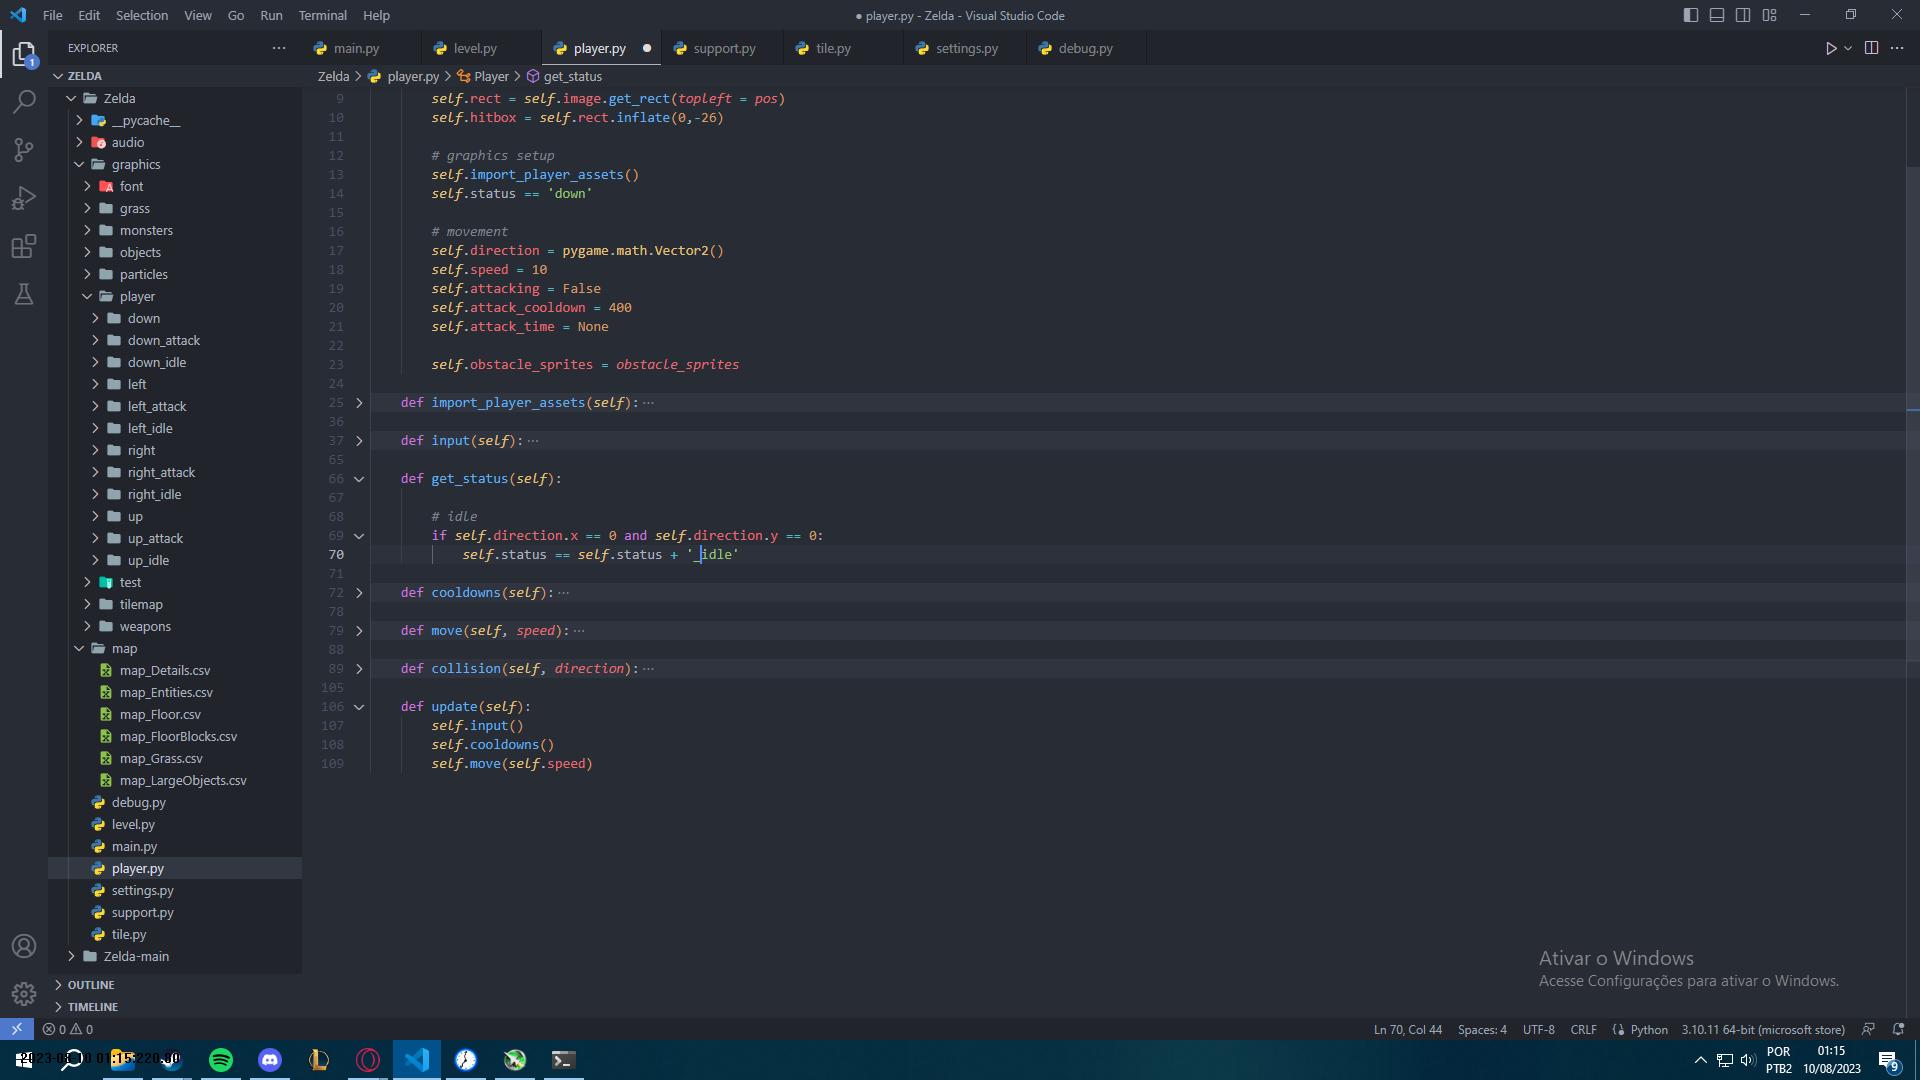 File Edit Selection View Go Run Terminal Help
● player.py - Zelda - Visual Studio Code
EXPLORER
main.py level.py player.py support.py tile.py settings.py debug.py
Zelda > player.py > Player > get_status
ZELDA
Zelda
__pycache__
audio
graphics
font
grass
monsters
objects
particles
player
down
down_attack
down_idle
left
left_attack
left_idle
right
right_attack
right_idle
up
up_attack
up_idle
test
tilemap
weapons
map
map_Details.csv
map_Entities.csv
map_Floor.csv
map_FloorBlocks.csv
map_Grass.csv
map_LargeObjects.csv
debug.py
level.py
main.py
player.py
settings.py
support.py
tile.py
Zelda-main
OUTLINE
TIMELINE
9 self.rect = self.image.get_rect(topleft = pos)
10 self.hitbox = self.rect.inflate(0,-26)
11
12 # graphics setup
13 self.import_player_assets()
14 self.status == 'down'
15
16 # movement
17 self.direction = pygame.math.Vector2()
18 self.speed = 10
19 self.attacking = False
20 self.attack_cooldown = 400
21 self.attack_time = None
22
23 self.obstacle_sprites = obstacle_sprites
24
25 def import_player_assets(self): ...
36
37 def input(self): ...
65
66 def get_status(self):
67
68 # idle
69 if self.direction.x == 0 and self.direction.y == 0:
70 self.status == self.status + '_idle'
71
72 def cooldowns(self): ...
78
79 def move(self, speed): ...
88
89 def collision(self, direction): ...
105
106 def update(self):
107 self.input()
108 self.cooldowns()
109 self.move(self.speed)
Ativar o Windows
Acesse Configurações para ativar o Windows.
0 0
Ln 70, Col 44 Spaces: 4 UTF-8 CRLF Python 3.10.11 64-bit (microsoft store)
POR
PTB2
01:15
10/08/2023
9
1